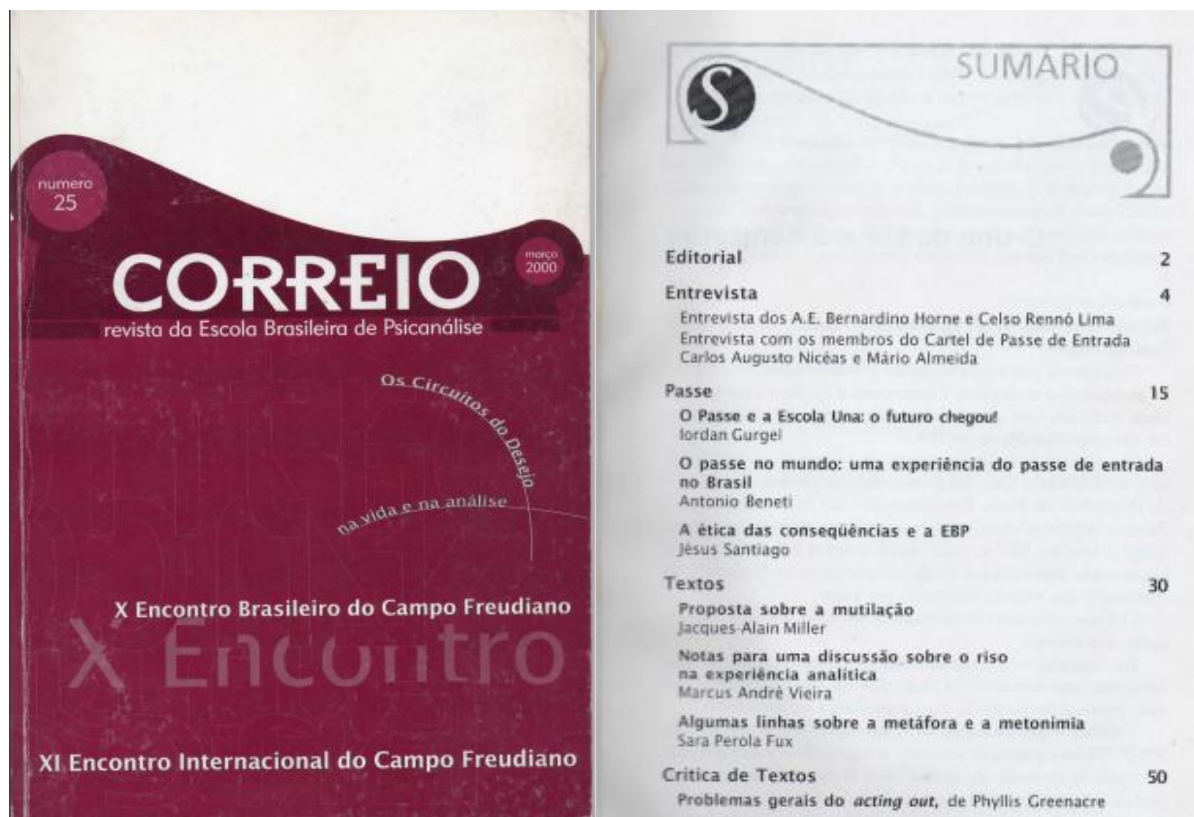 numero
25
março
2000
CORREIO
revista da Escola Brasileira de Psicanálise
Os Circuitos do Desejo
na vida e na análise
X Encontro Brasileiro do Campo Freudiano
X Encontro
XI Encontro Internacional do Campo Freudiano
S
SUMÁRIO
Editorial 2
Entrevista 4
Entrevista dos A.E. Bernardino Horne e Celso Rennó Lima
Entrevista com os membros do Cartel de Passe de Entrada
Carlos Augusto Nicéas e Mário Almeida
Passe 15
O Passe e a Escola Una: o futuro chegou!
Iordan Gurgel
O passe no mundo: uma experiência do passe de entrada
no Brasil
Antonio Beneti
A ética das conseqüências e a EBP
Jésus Santiago
Textos 30
Proposta sobre a mutilação
Jacques-Alain Miller
Notas para uma discussão sobre o riso
na experiência analítica
Marcus André Vieira
Algumas linhas sobre a metáfora e a metonimia
Sara Perola Fux
Critica de Textos 50
Problemas gerais do acting out, de Phyllis Greenacre